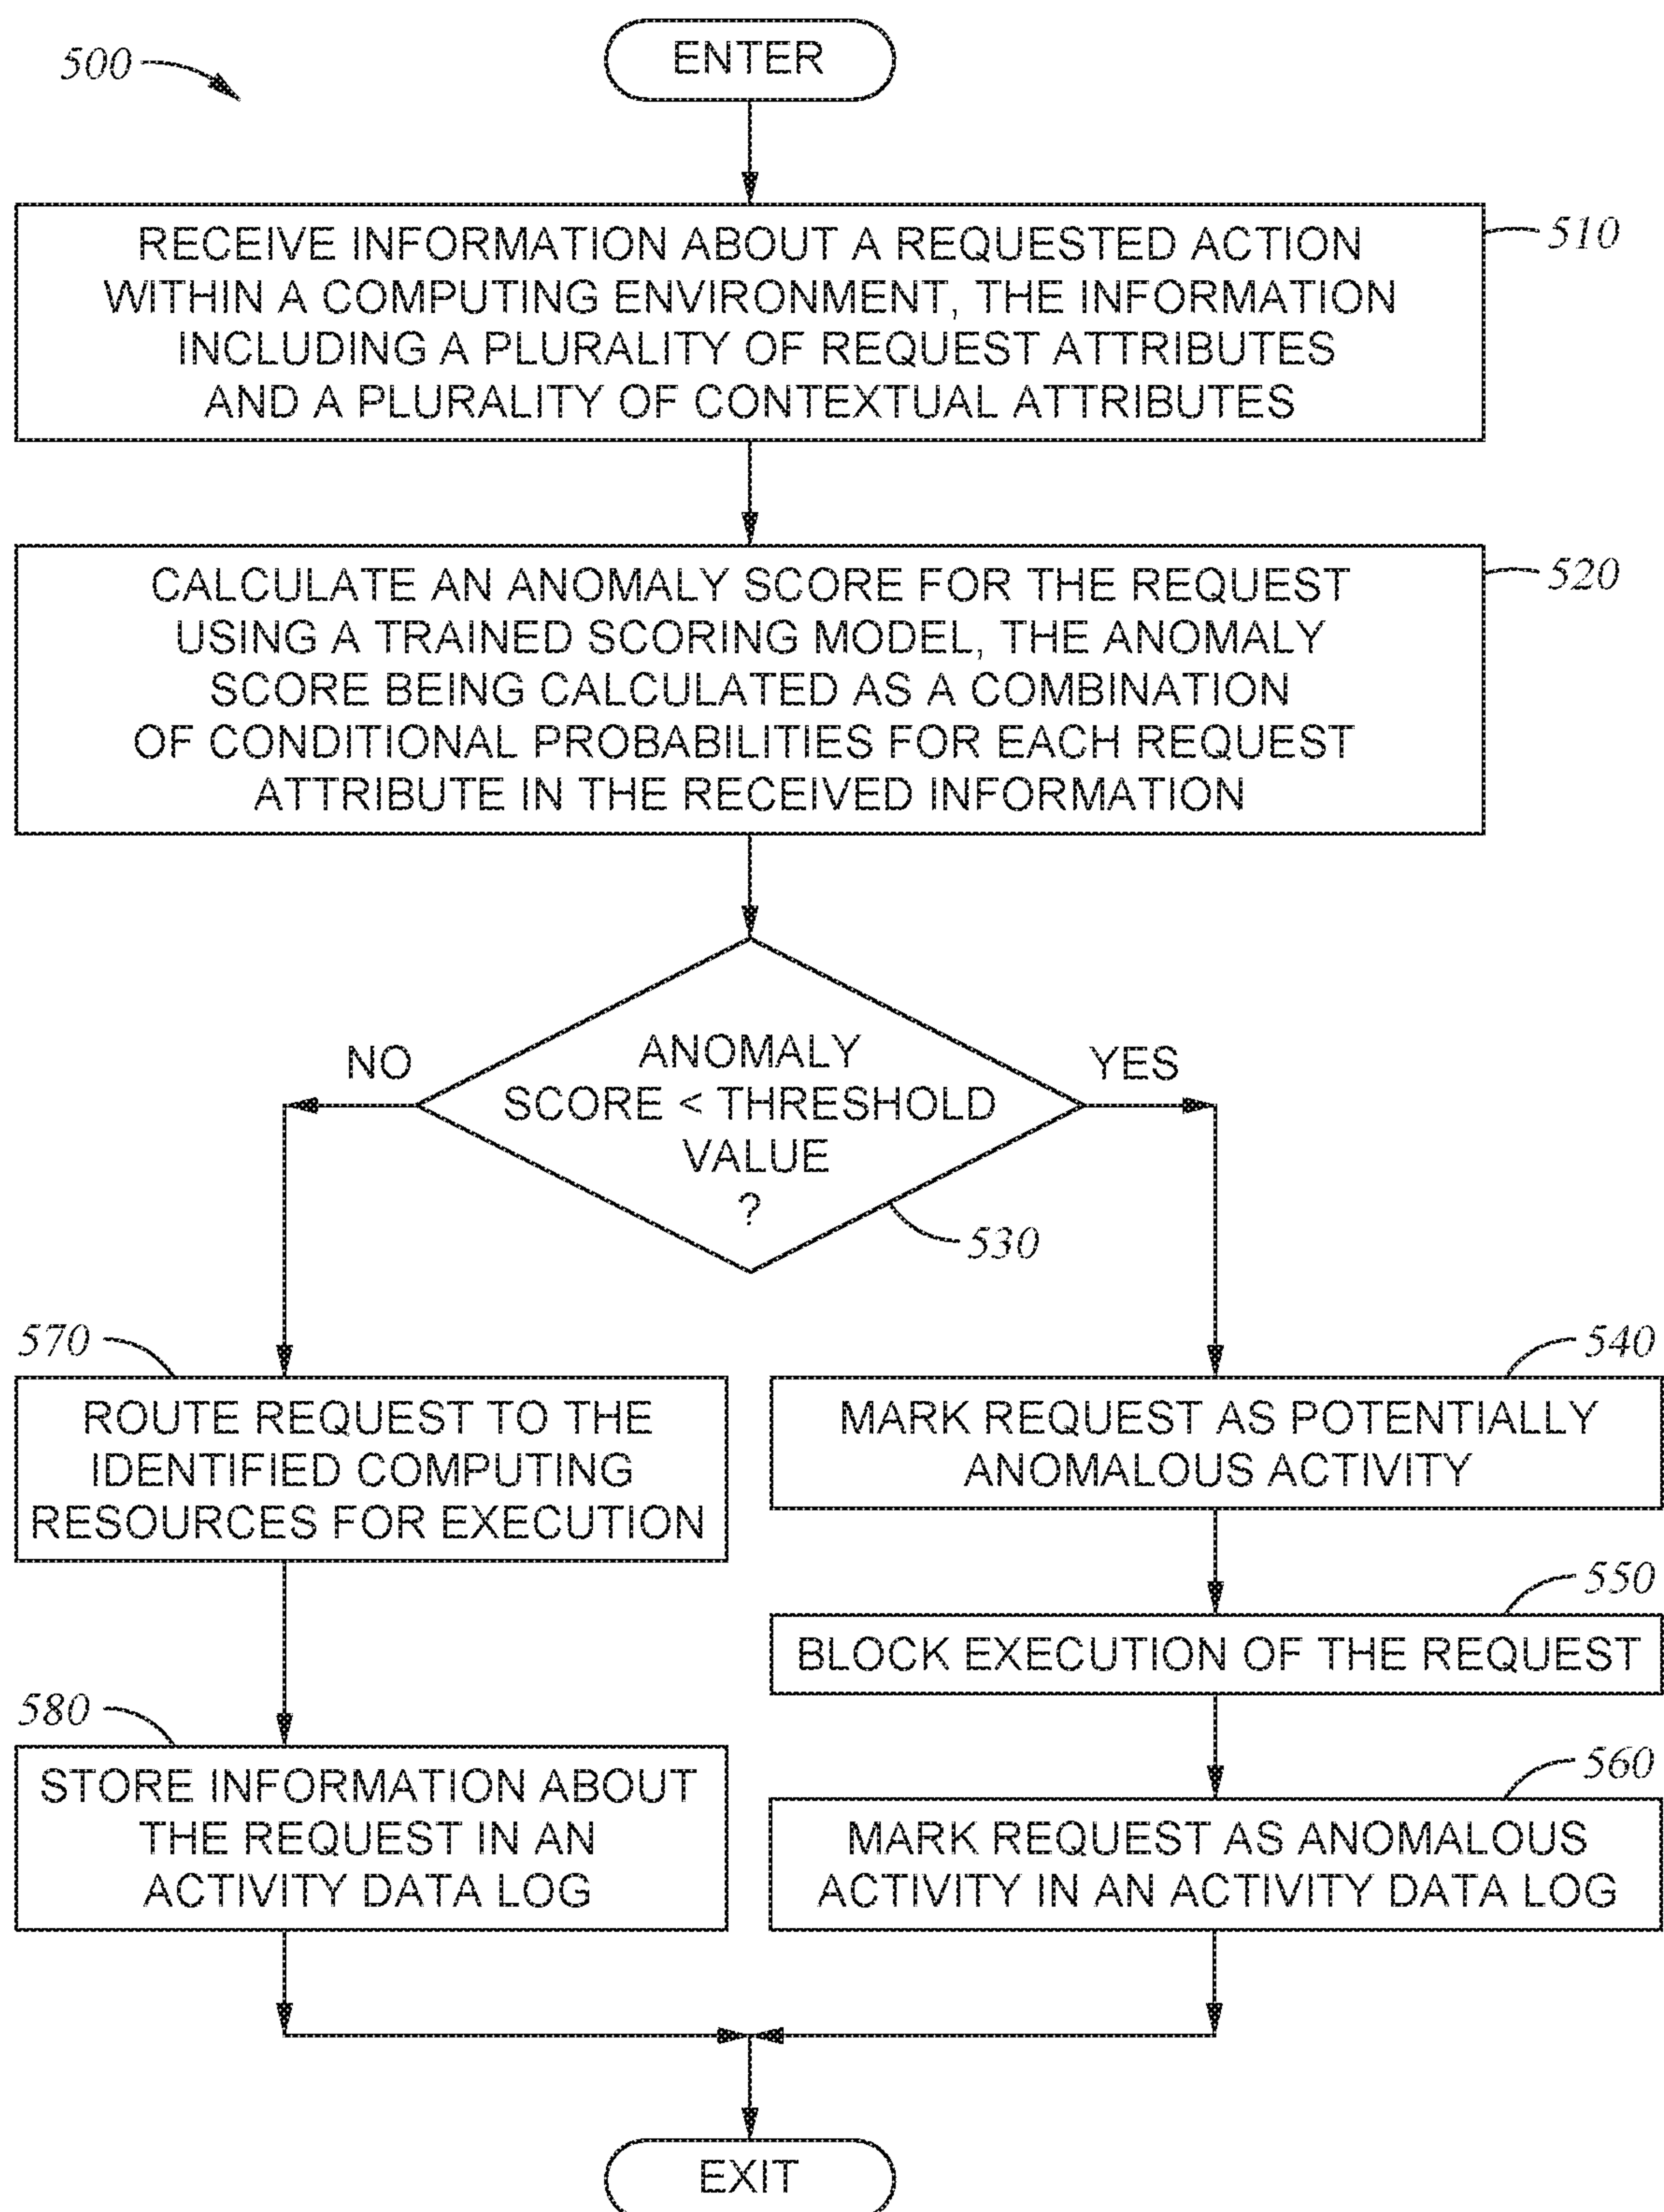 500
ENTER
RECEIVE INFORMATION ABOUT A REQUESTED ACTION
WITHIN A COMPUTING ENVIRONMENT, THE INFORMATION
INCLUDING A PLURALITY OF REQUEST ATTRIBUTES
AND A PLURALITY OF CONTEXTUAL ATTRIBUTES
510
CALCULATE AN ANOMALY SCORE FOR THE REQUEST
USING A TRAINED SCORING MODEL, THE ANOMALY
SCORE BEING CALCULATED AS A COMBINATION
OF CONDITIONAL PROBABILITIES FOR EACH REQUEST
ATTRIBUTE IN THE RECEIVED INFORMATION
520
NO
ANOMALY
SCORE < THRESHOLD
VALUE
?
YES
530
570
ROUTE REQUEST TO THE
IDENTIFIED COMPUTING
RESOURCES FOR EXECUTION
540
MARK REQUEST AS POTENTIALLY
ANOMALOUS ACTIVITY
550
BLOCK EXECUTION OF THE REQUEST
580
STORE INFORMATION ABOUT
THE REQUEST IN AN
ACTIVITY DATA LOG
560
MARK REQUEST AS ANOMALOUS
ACTIVITY IN AN ACTIVITY DATA LOG
EXIT